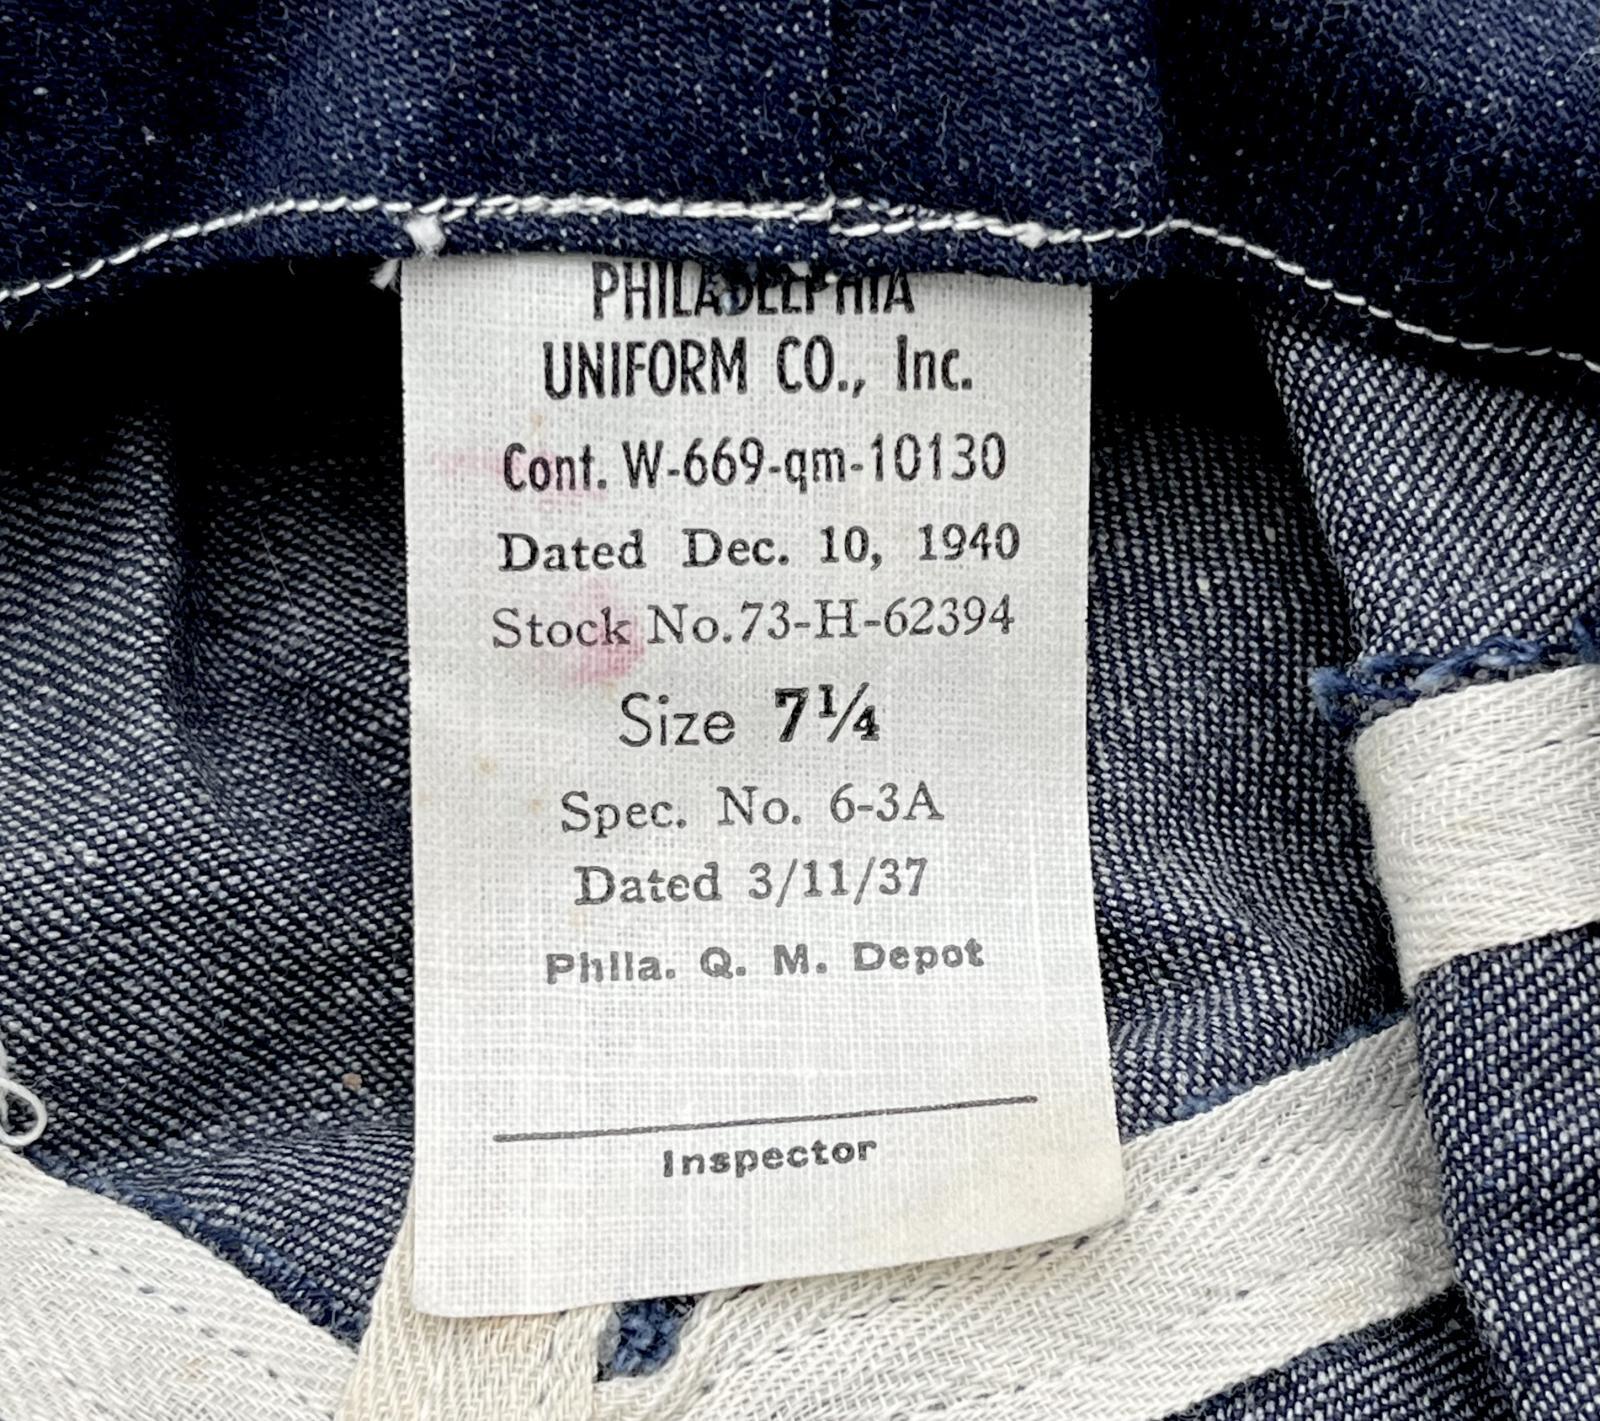 PHILADELPHIA
UNIFORM CO., Inc.
Cont. W-669-qm-10130
Dated Dec. 10, 1940
Stock No.73-H-62394
Size 7¼
Spec. No. 6-3A
Dated 3/11/37
Phila. Q. M. Depot
Inspector